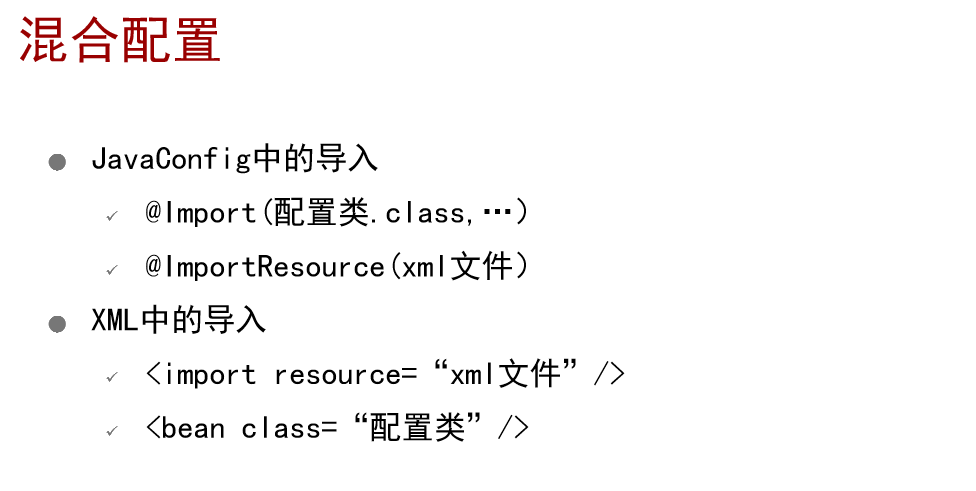 混合配置
JavaConfig中的导入
@Import(配置类.class,…)
@ImportResource(xml文件)
XML中的导入
<import resource=“xml文件”/>
<bean class=“配置类”/>